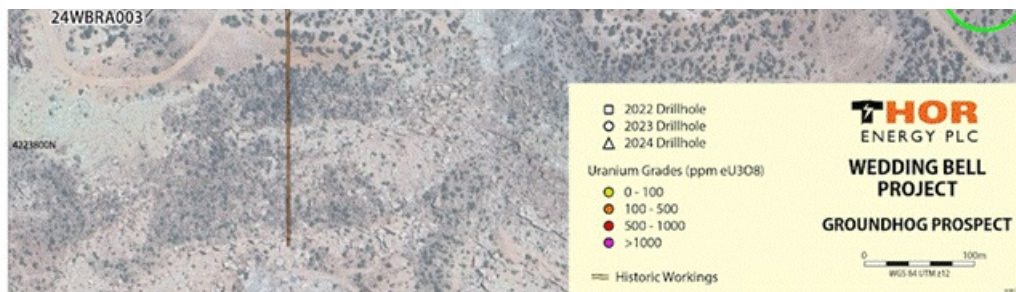 24WBRA003
4223800N
2022 Drillhole
2023 Drillhole
2024 Drillhole
Uranium Grades (ppm eU3O8)
0 - 100
100 - 500
500 - 1000
>1000
Historic Workings
THOR
ENERGY PLC
WEDDING BELL
PROJECT
GROUNDHOG PROSPECT
0 100m
WGS 84 UTM z12